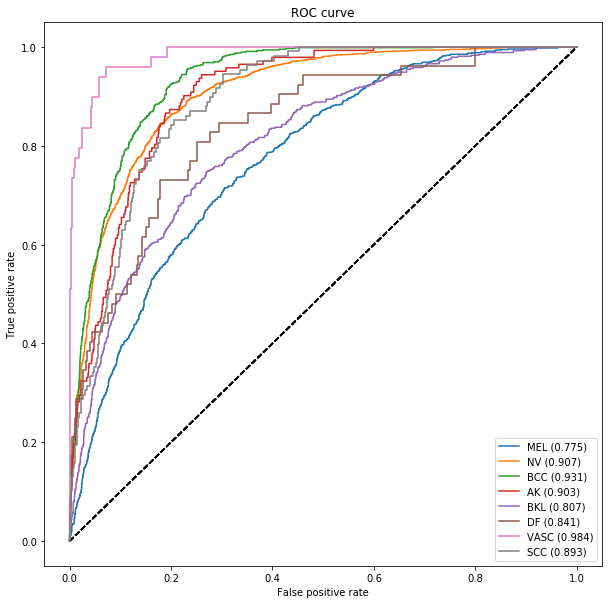 ROC curve
1.0
0.8
0.6
0.4
0.2
0.0
True positive rate
0.0
0.2
0.4
0.6
0.8
1.0
False positive rate
MEL (0.775)
NV (0.907)
BCC (0.931)
AK (0.903)
BKL (0.807)
DF (0.841)
VASC (0.984)
SCC (0.893)